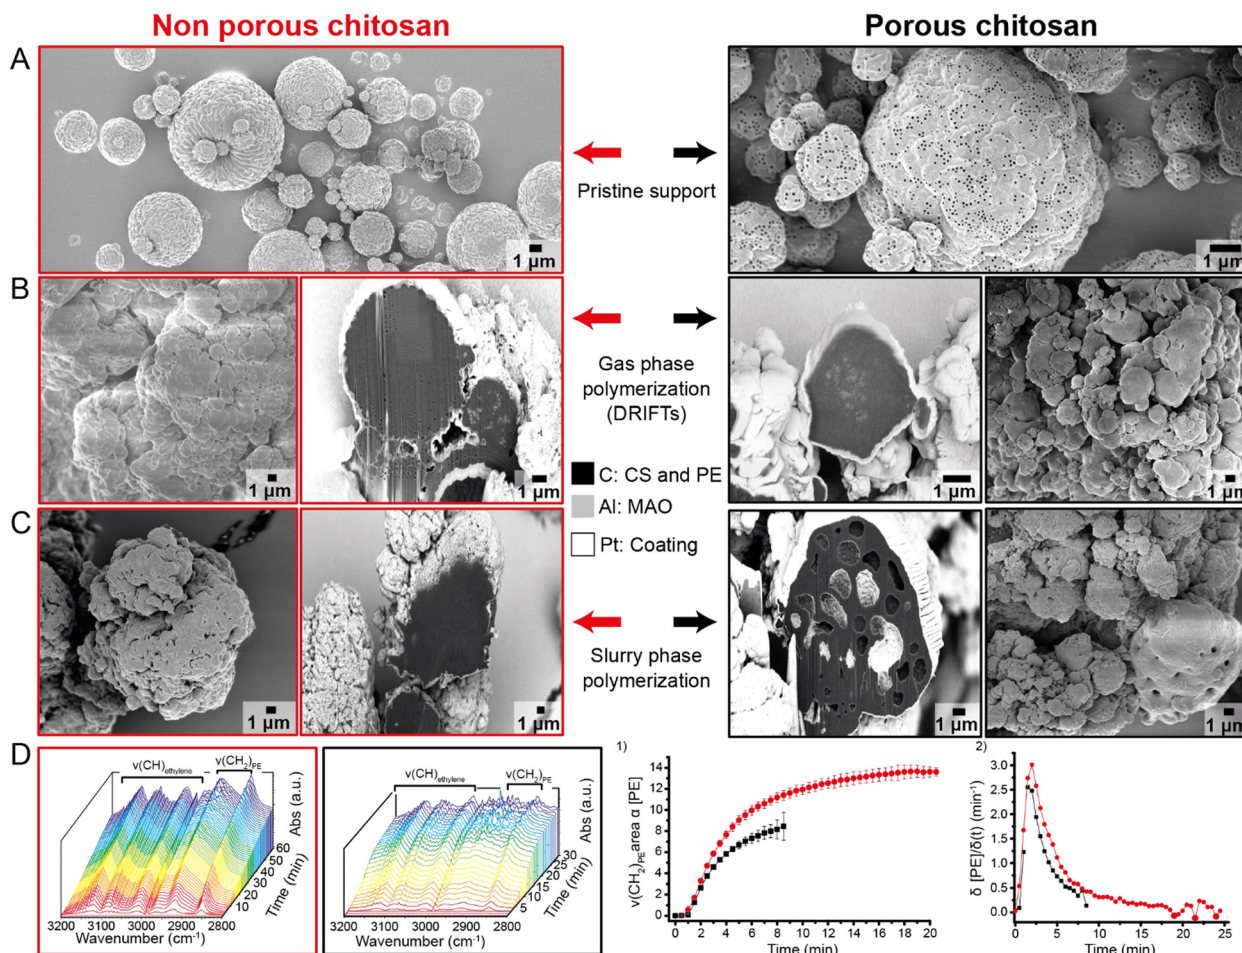 Non porous chitosan
Porous chitosan
A
1 µm
Pristine support
1 µm
B
1 µm
1 µm
Gas phase
polymerization
(DRIFTs)
1 µm
1 µm
C: CS and PE
Al: MAO
Pt: Coating
C
1 µm
1 µm
Slurry phase
polymerization
1 µm
1 µm
D
v(CH)ethylene
v(CH2)PE
Abs (a.u.)
60
50
40
30
20
10
Time (min)
3200 3100 3000 2900 2800
Wavenumber (cm-1)
v(CH)ethylene
v(CH2)PE
Abs (a.u.)
30
25
20
15
10
5
Time (min)
3200 3100 3000 2900 2800
Wavenumber (cm-1)
1)
v(CH2)PE area α [PE]
14
12
10
8
6
4
2
0
0 2 4 6 8 10 12 14 16 18 20
Time (min)
2)
δ [PE]/δ(t) (min-1)
3.0
2.5
2.0
1.5
1.0
0.5
0.0
0 5 10 15 20 25
Time (min)